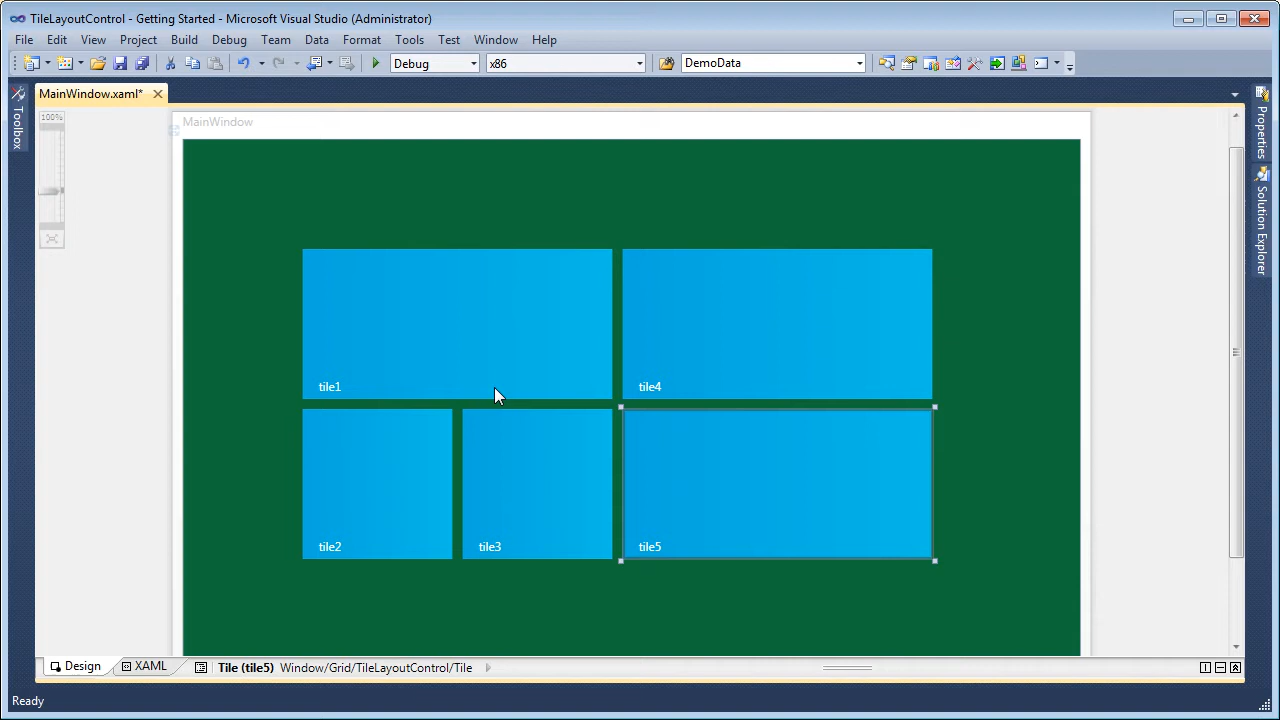 TileLayoutControl - Getting Started - Microsoft Visual Studio (Administrator)
File Edit View Project Build Debug Team Data Format Tools Test Window Help
Debug x86 DemoData
MainWindow.xaml*
100%
Toolbox
MainWindow
Properties
Solution Explorer
tile1 tile4
tile2 tile3 tile5
Design XAML Tile (tile5) Window/Grid/TileLayoutControl/Tile
Ready